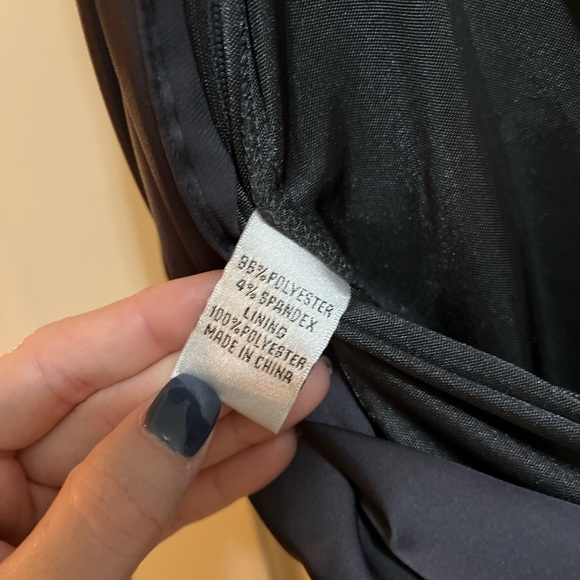 96%POLYESTER
4% SPANDEX
LINING
100%POLYESTER
MADE IN CHINA